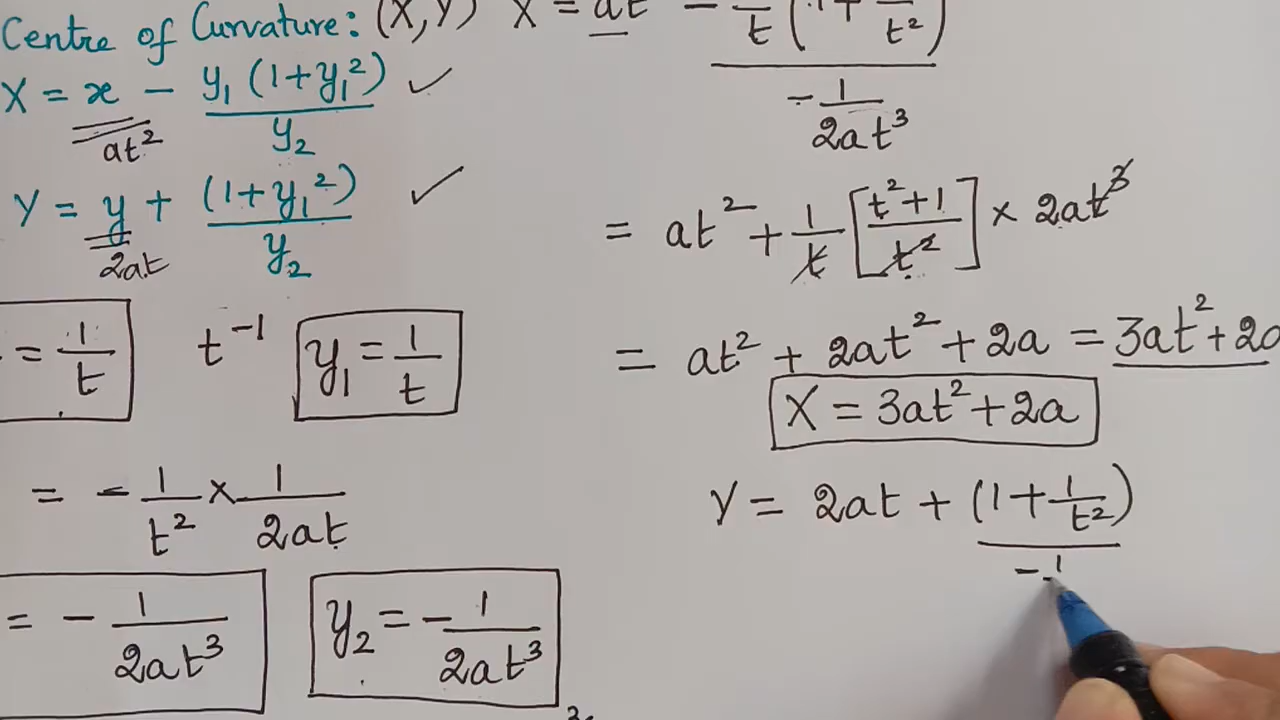 Centre of Curvature: (X, Y)
X = x - y₁ (1+y₁²) / y₂ ✓
at²
Y = y + (1+y₁²) / y₂ ✓
2at
= 1/t
t⁻¹
y₁ = 1/t
= - 1/t² × 1/2at
= - 1/2at³
y₂ = - 1/2at³
X = at - 1/t (1+ 1/t²) / - 1/2at³
= at² + 1/t [t²+1 / t²] × 2at³
= at² + 2at² + 2a = 3at² + 2a
X = 3at² + 2a
Y = 2at + (1 + 1/t²) / - 1